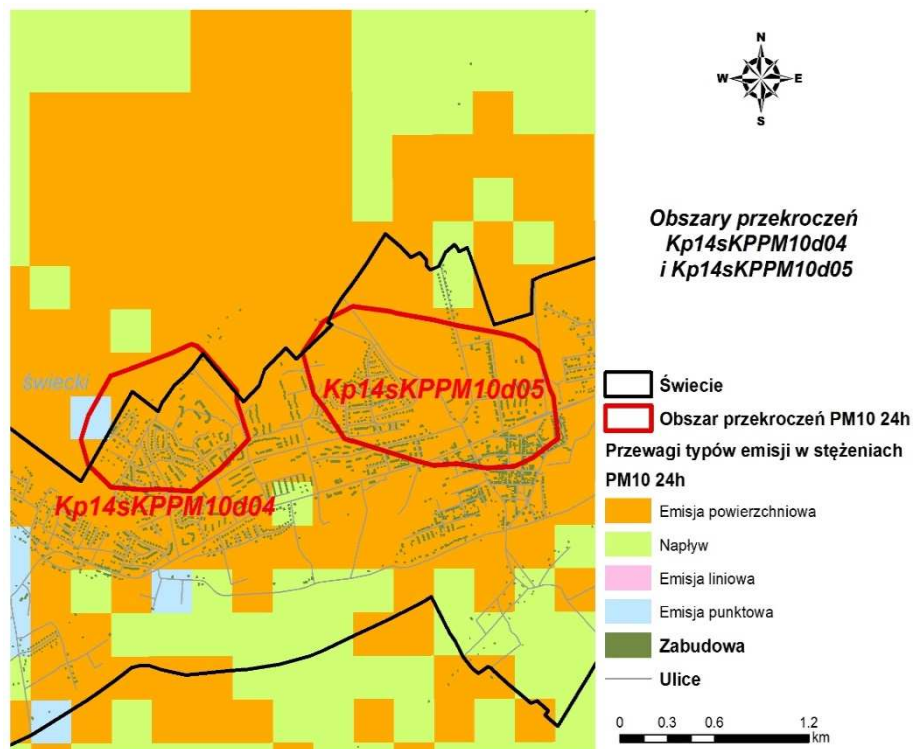 N
W E
S
Obszary przekroczeń
Kp14sKPPM10d04
i Kp14sKPPM10d05
świecki
Kp14sKPPM10d05
Kp14sKPPM10d04
Świecie
Obszar przekroczeń PM10 24h
Przewagi typów emisji w stężeniach
PM10 24h
Emisja powierzchniowa
Napływ
Emisja liniowa
Emisja punktowa
Zabudowa
Ulice
0 0.3 0.6 1.2
km